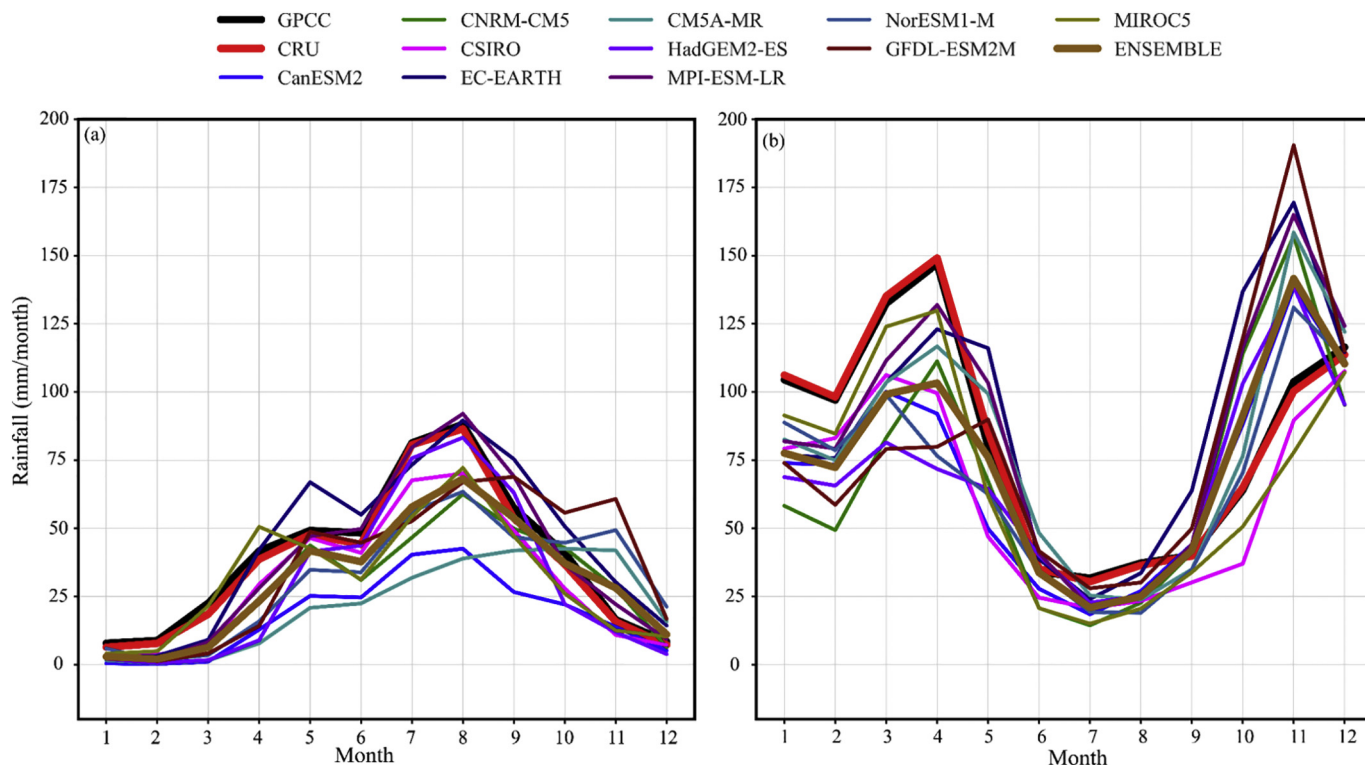 GPCC CNRM-CM5 CM5A-MR NorESM1-M MIROC5
CRU CSIRO HadGEM2-ES GFDL-ESM2M ENSEMBLE
CanESM2 EC-EARTH MPI-ESM-LR
Rainfall (mm/month)
(a)
200
175
150
125
100
75
50
25
0
1 2 3 4 5 6 7 8 9 10 11 12
Month
(b)
200
175
150
125
100
75
50
25
0
1 2 3 4 5 6 7 8 9 10 11 12
Month